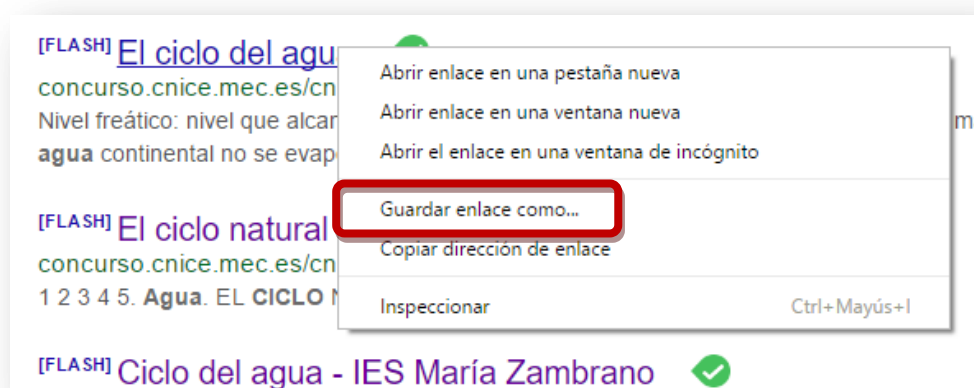 [FLASH] El ciclo del agu
concurso.cnice.mec.es/cn
Nivel freático: nivel que alcar
agua continental no se evap
Abrir enlace en una pestaña nueva
Abrir enlace en una ventana nueva
Abrir el enlace en una ventana de incógnito
Guardar enlace como...
Copiar dirección de enlace
Inspeccionar Ctrl+Mayús+I
[FLASH] El ciclo natural
concurso.cnice.mec.es/cn
1 2 3 4 5. Agua. EL CICLO
[FLASH] Ciclo del agua - IES María Zambrano